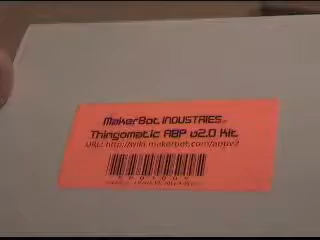 MakerBot INDUSTRIES
Thingomatic ABP v2.0 Kit
URL: http://wiki.makerbot.com/abpv2